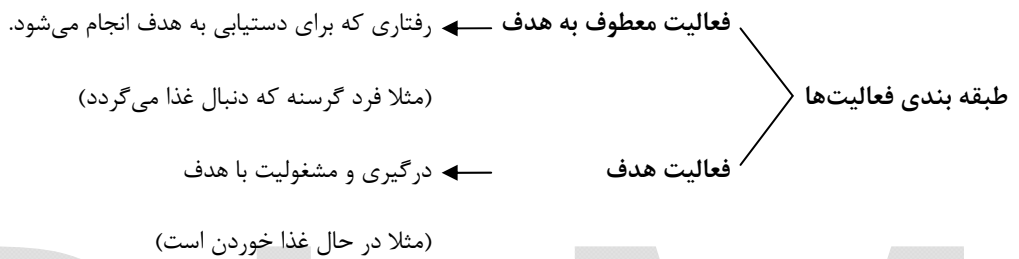 فعالیت معطوف به هدف ← رفتاری که برای دستیابی به هدف انجام می‌شود.
(مثلا فرد گرسنه که دنبال غذا می‌گردد)
طبقه بندی فعالیت‌ها
فعالیت هدف ← درگیری و مشغولیت با هدف
(مثلا در حال غذا خوردن است)